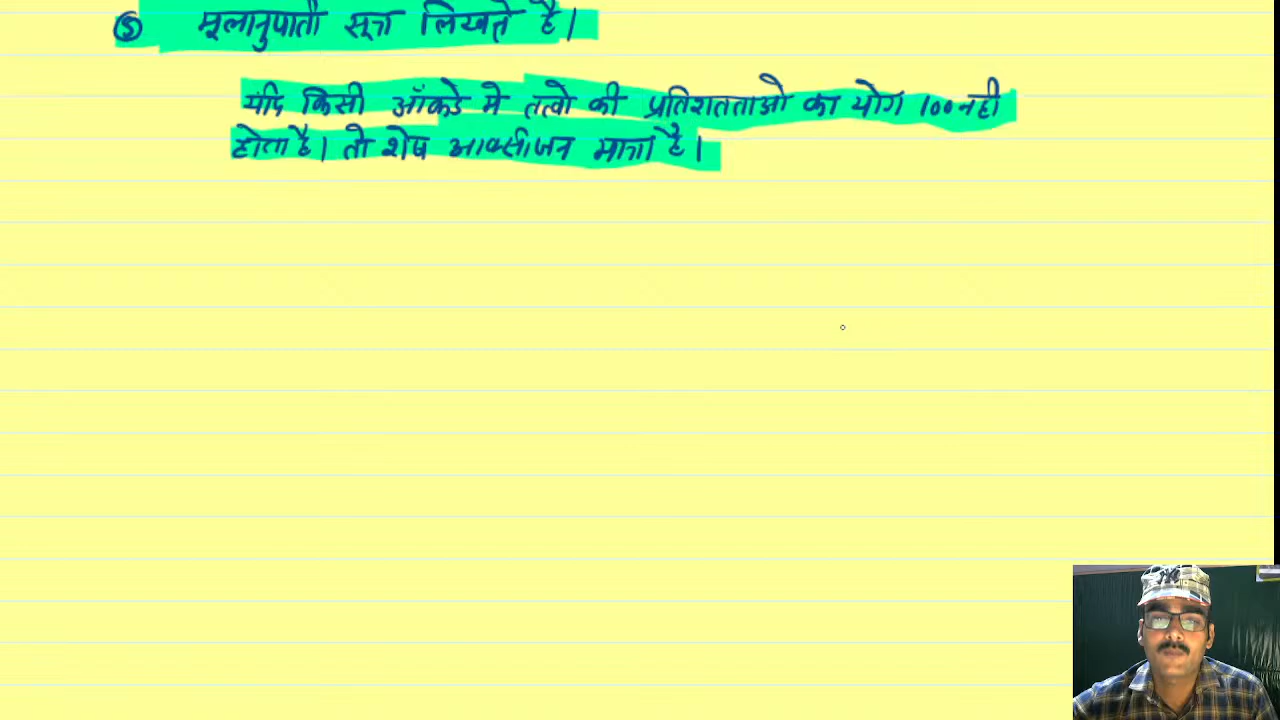 ⑤ मूलानुपाती सूत्र लिखते है।
यदि किसी आँकडे मे तत्वो की प्रतिशतताओ का योग 100 नही
होता है। तो शेष आक्सीजन मात्रा है।